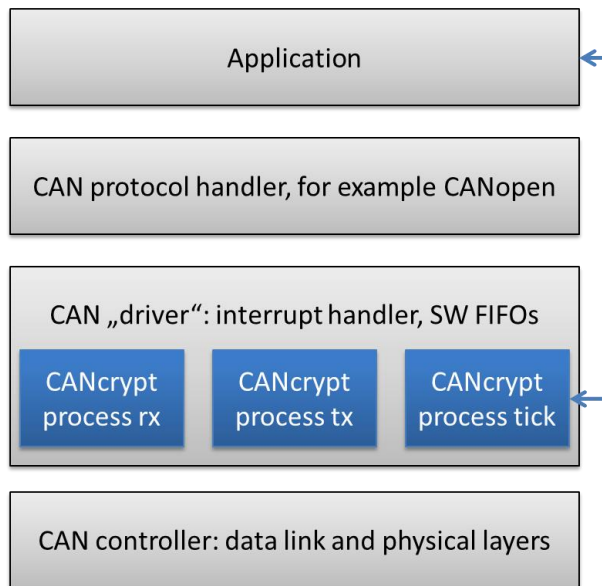 Application
CAN protocol handler, for example CANopen
CAN „driver“: interrupt handler, SW FIFOs
CANcrypt
process rx
CANcrypt
process tx
CANcrypt
process tick
CAN controller: data link and physical layers